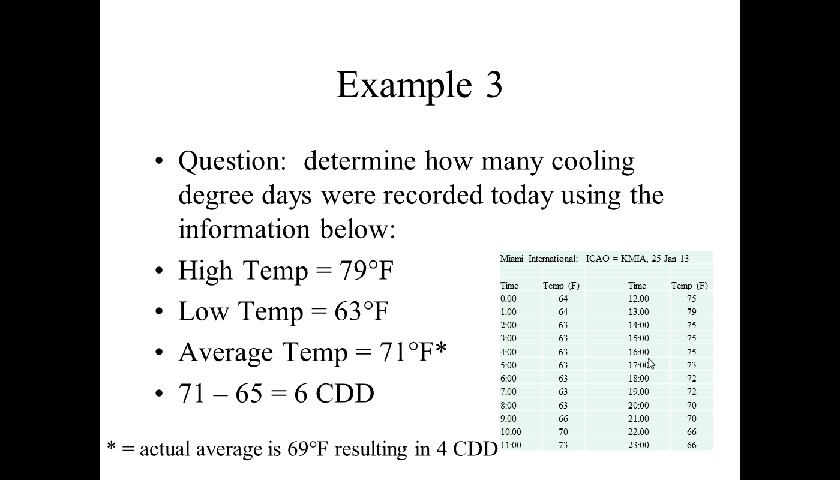 Example 3
• Question: determine how many cooling
degree days were recorded today using the
information below:
• High Temp = 79°F
• Low Temp = 63°F
• Average Temp = 71°F*
• 71 – 65 = 6 CDD
* = actual average is 69°F resulting in 4 CDD
Miami International: ICAO = KMIA, 25 Jan 13
Time Temp (F) Time Temp (F)
0:00 64 12:00 75
1:00 64 13:00 79
2:00 63 14:00 75
3:00 63 15:00 75
4:00 63 16:00 75
5:00 63 17:00 73
6:00 63 18:00 72
7:00 63 19:00 72
8:00 63 20:00 70
9:00 66 21:00 70
10:00 70 22:00 66
11:00 73 23:00 66